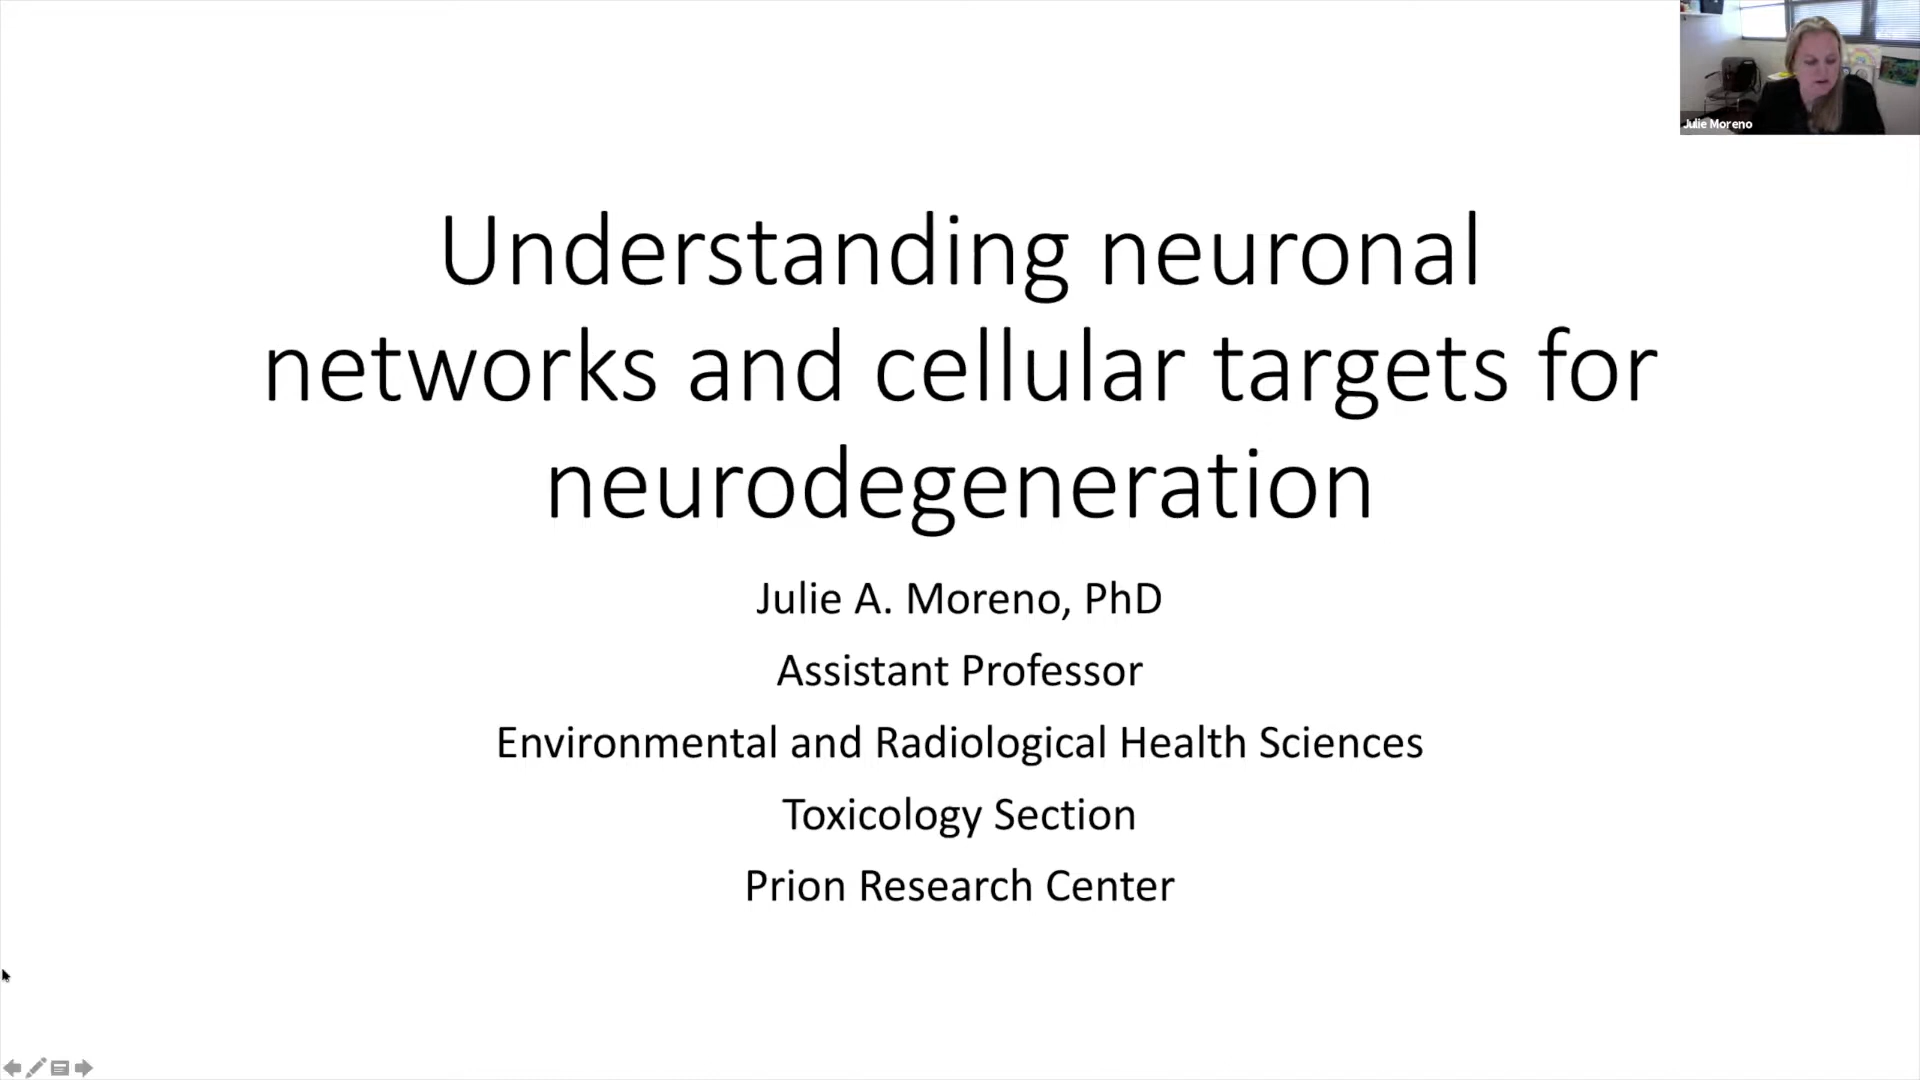 Julie Moreno
Understanding neuronal
networks and cellular targets for
neurodegeneration
Julie A. Moreno, PhD
Assistant Professor
Environmental and Radiological Health Sciences
Toxicology Section
Prion Research Center